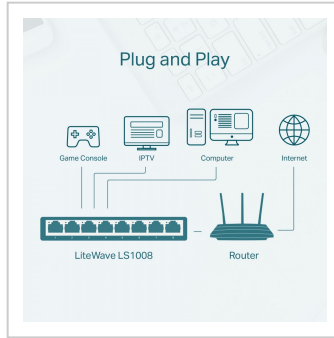 Plug and Play
Game Console
IPTV
Computer
Internet
LiteWave LS1008
Router